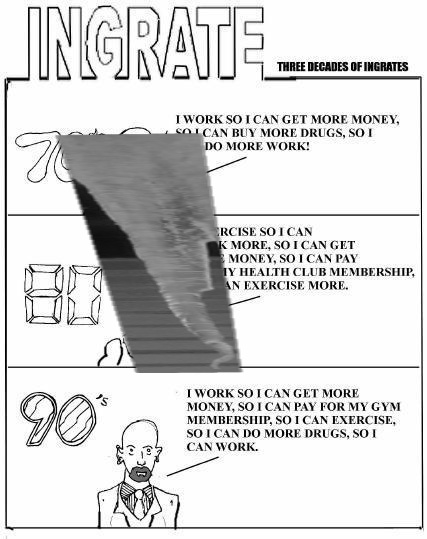 INGRATE
THREE DECADES OF INGRATES
70
I WORK SO I CAN GET MORE MONEY,
SO I CAN BUY MORE DRUGS, SO I
DO MORE WORK!
80
SO I CAN
MORE, SO I CAN GET
MONEY, SO I CAN PAY
MY HEALTH CLUB MEMBERSHIP,
EXERCISE MORE.
90's
I WORK SO I CAN GET MORE
MONEY, SO I CAN PAY FOR MY GYM
MEMBERSHIP, SO I CAN EXERCISE,
SO I CAN DO MORE DRUGS, SO I
CAN WORK.